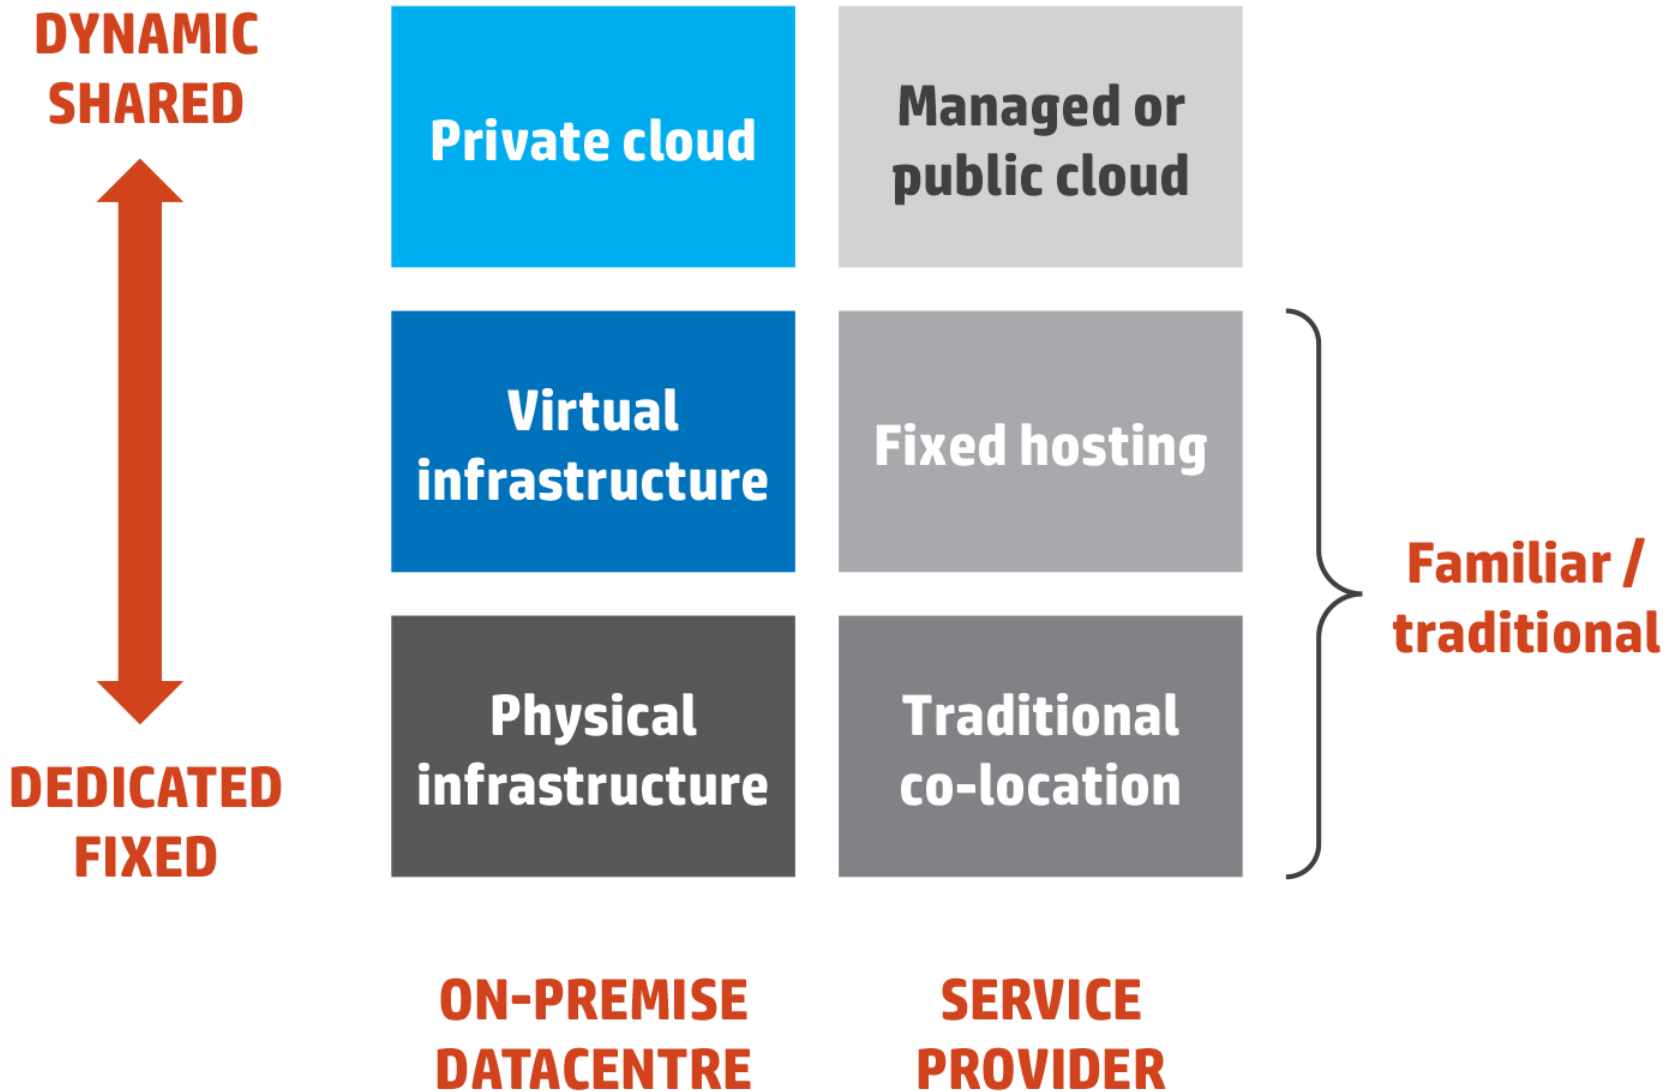 DYNAMIC
SHARED
Private cloud
Managed or
public cloud
Virtual
infrastructure
Fixed hosting
Familiar /
traditional
Physical
infrastructure
Traditional
co-location
DEDICATED
FIXED
ON-PREMISE
DATACENTRE
SERVICE
PROVIDER